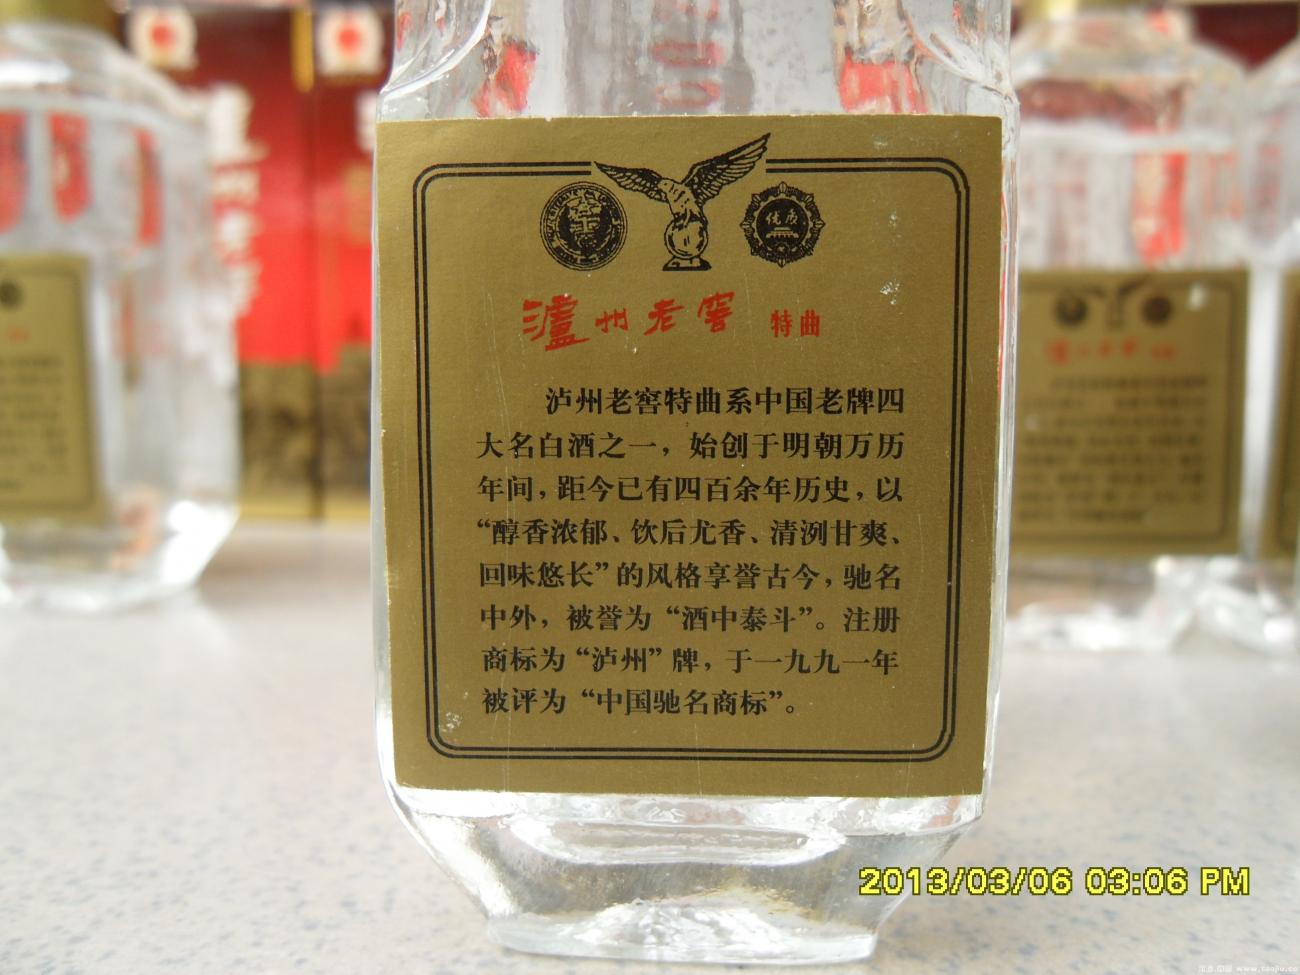 优质
瀘州老窖 特曲
泸州老窖特曲系中国老牌四
大名白酒之一，始创于明朝万历
年间，距今已有四百余年历史，以
“醇香浓郁、饮后尤香、清洌甘爽、
回味悠长”的风格享誉古今，驰名
中外，被誉为“酒中泰斗”。注册
商标为“泸州”牌，于一九九一年
被评为“中国驰名商标”。
2013/03/06 03:06 PM